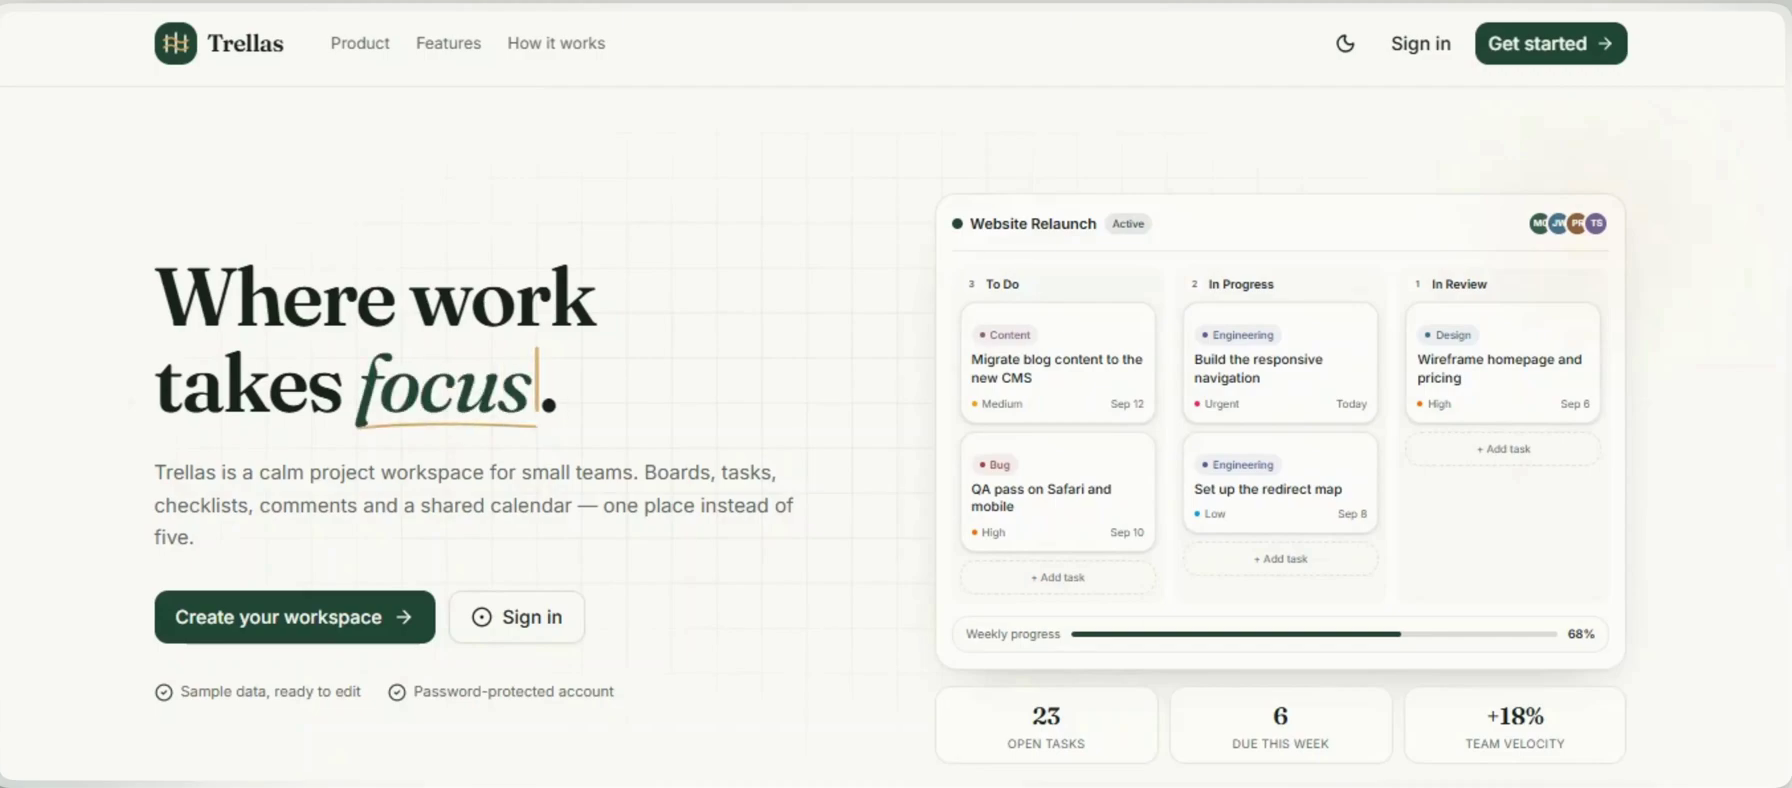 Trellas
Product
Features
How it works
Sign in
Get started
Where work
takes focus.
Trellas is a calm project workspace for small teams. Boards, tasks,
checklists, comments and a shared calendar — one place instead of
five.
Create your workspace
Sign in
Sample data, ready to edit
Password-protected account
Website Relaunch
Active
JW
TS
3 To Do
Content
Migrate blog content to the
new CMS
Medium
Sep 12
Bug
QA pass on Safari and
mobile
High
Sep 10
+ Add task
2 In Progress
Engineering
Build the responsive
navigation
Urgent
Today
Engineering
Set up the redirect map
Low
Sep 8
+ Add task
1 In Review
Design
Wireframe homepage and
pricing
High
Sep 6
+ Add task
Weekly progress
68%
23
OPEN TASKS
6
DUE THIS WEEK
+18%
TEAM VELOCITY